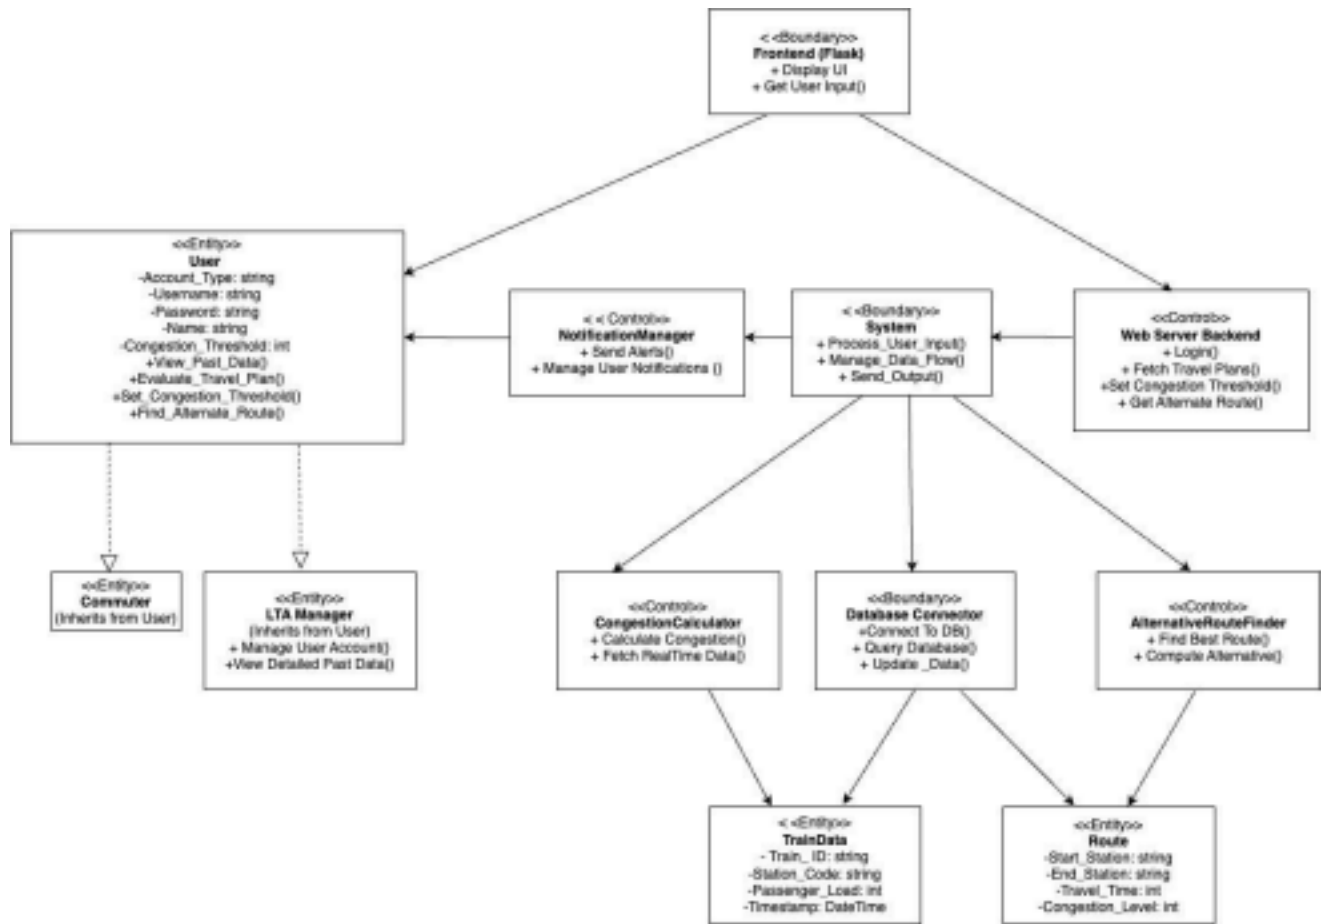 < <Boundary>>
Frontend (Flask)
+ Display UI
+ Get User Input()
<<Entity>>
User
-Account_Type: string
-Username: string
-Password: string
-Name: string
-Congestion_Threshold: int
+View_Past_Data()
+Evaluate_Travel_Plan()
+Set_Congestion_Threshold()
+Find_Alternate_Route()
< < Control>>
NotificationManager
+ Send Alerts()
+ Manage User Notifications ()
< <Boundary>>
System
+ Process_User_Input()
+ Manage_Data_Flow()
+ Send_Output()
<<Control>>
Web Server Backend
+ Login()
+ Fetch Travel Plans()
+Set Congestion Threshold()
+ Get Alternate Route()
<<Entity>>
Commuter
(Inherits from User)
<<Entity>>
LTA Manager
(Inherits from User)
+ Manage User Account()
+View Detailed Past Data()
<<Control>>
CongestionCalculator
+ Calculate Congestion()
+ Fetch RealTime Data()
<<Boundary>>
Database Connector
+Connect To DB()
+ Query Database()
+ Update _Data()
<<Control>>
AlternativeRouteFinder
+ Find Best Route()
+ Compute Alternative()
< <Entity>>
TrainData
- Train_ ID: string
-Station_Code: string
-Passenger_Load: int
-Timestamp: DateTime
<<Entity>>
Route
-Start_Station: string
-End_Station: string
-Travel_Time: int
-Congestion_Level: int